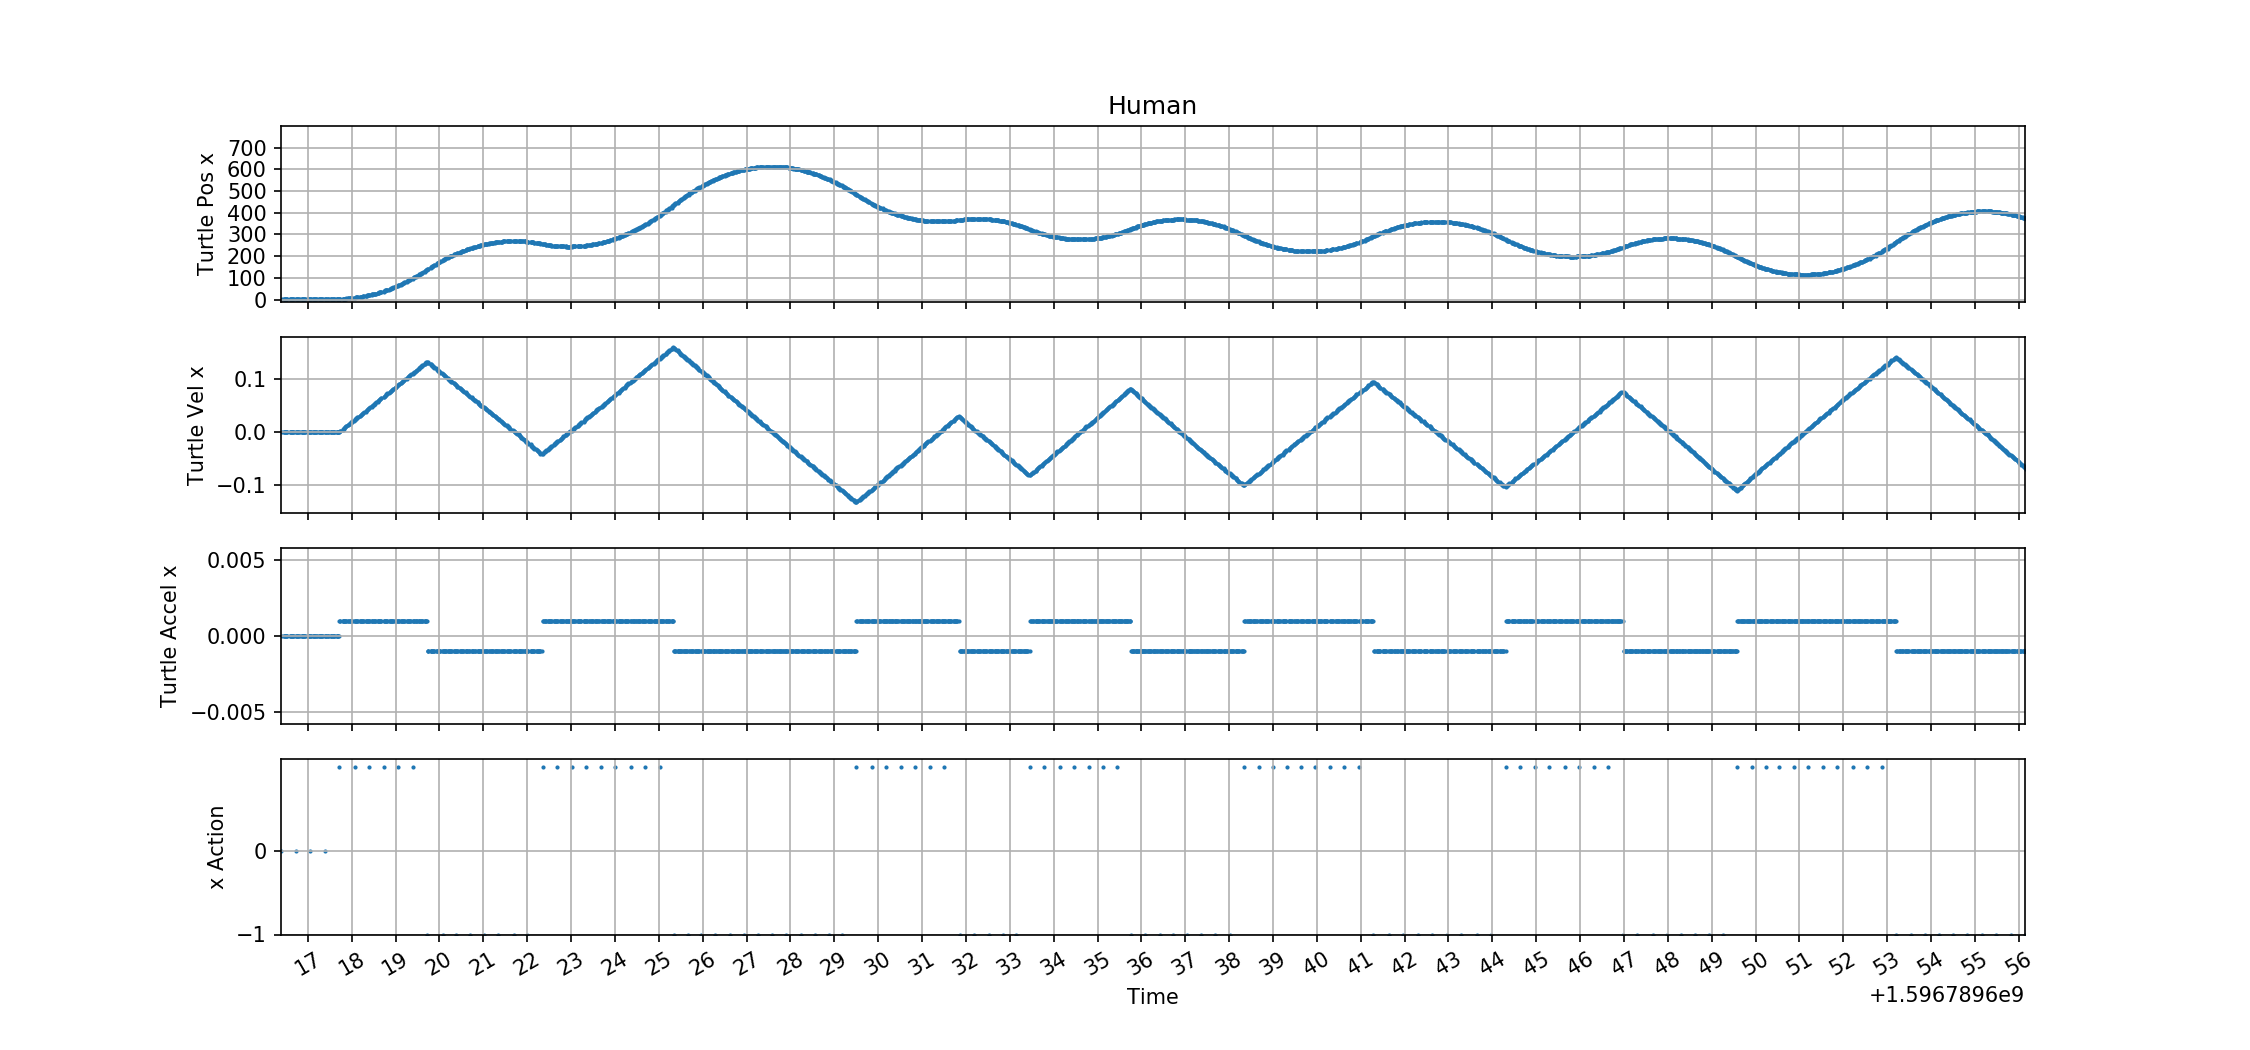 Human
Turtle Pos x
700
600
500
400
300
200
100
0
Turtle Vel x
0.1
0.0
−0.1
Turtle Accel x
0.005
0.000
−0.005
x Action
0
−1
17 18 19 20 21 22 23 24 25 26 27 28 29 30 31 32 33 34 35 36 37 38 39 40 41 42 43 44 45 46 47 48 49 50 51 52 53 54 55 56
Time
+1.5967896e9